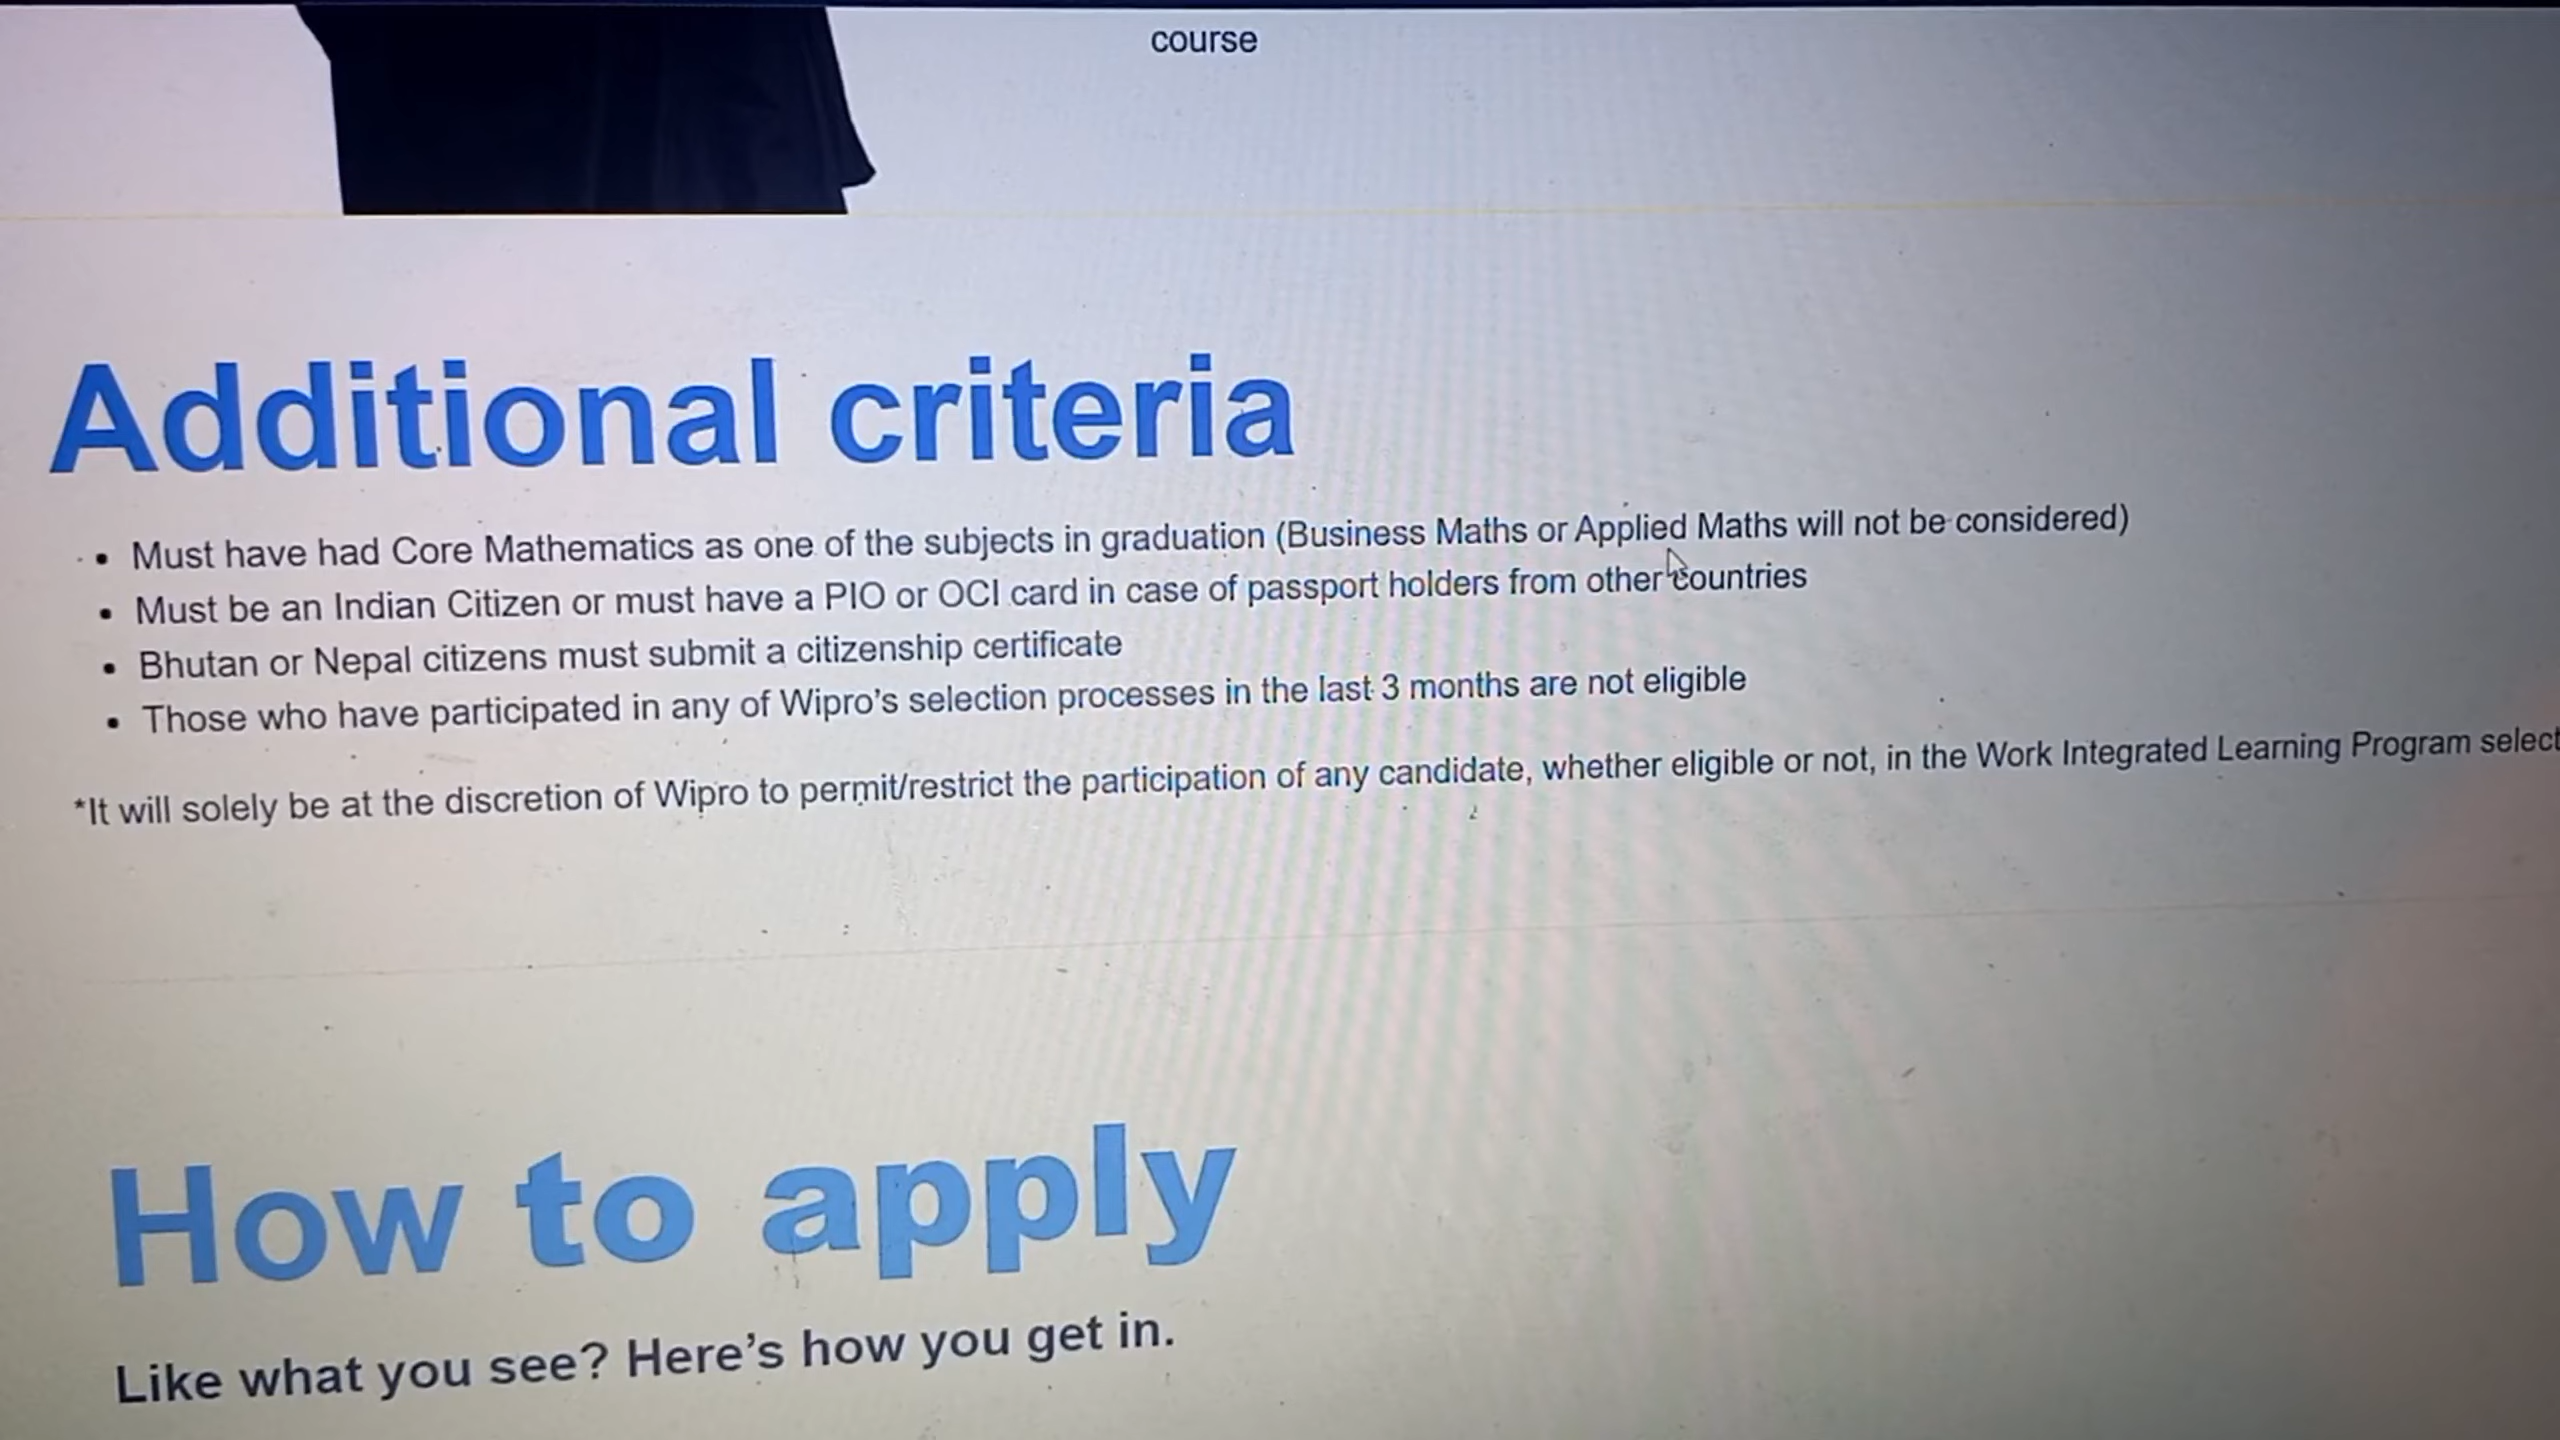 course
Additional criteria
• Must have had Core Mathematics as one of the subjects in graduation (Business Maths or Applied Maths will not be considered)
• Must be an Indian Citizen or must have a PIO or OCI card in case of passport holders from other countries
• Bhutan or Nepal citizens must submit a citizenship certificate
• Those who have participated in any of Wipro’s selection processes in the last 3 months are not eligible
*It will solely be at the discretion of Wipro to permit/restrict the participation of any candidate, whether eligible or not, in the Work Integrated Learning Program select
How to apply
Like what you see? Here’s how you get in.